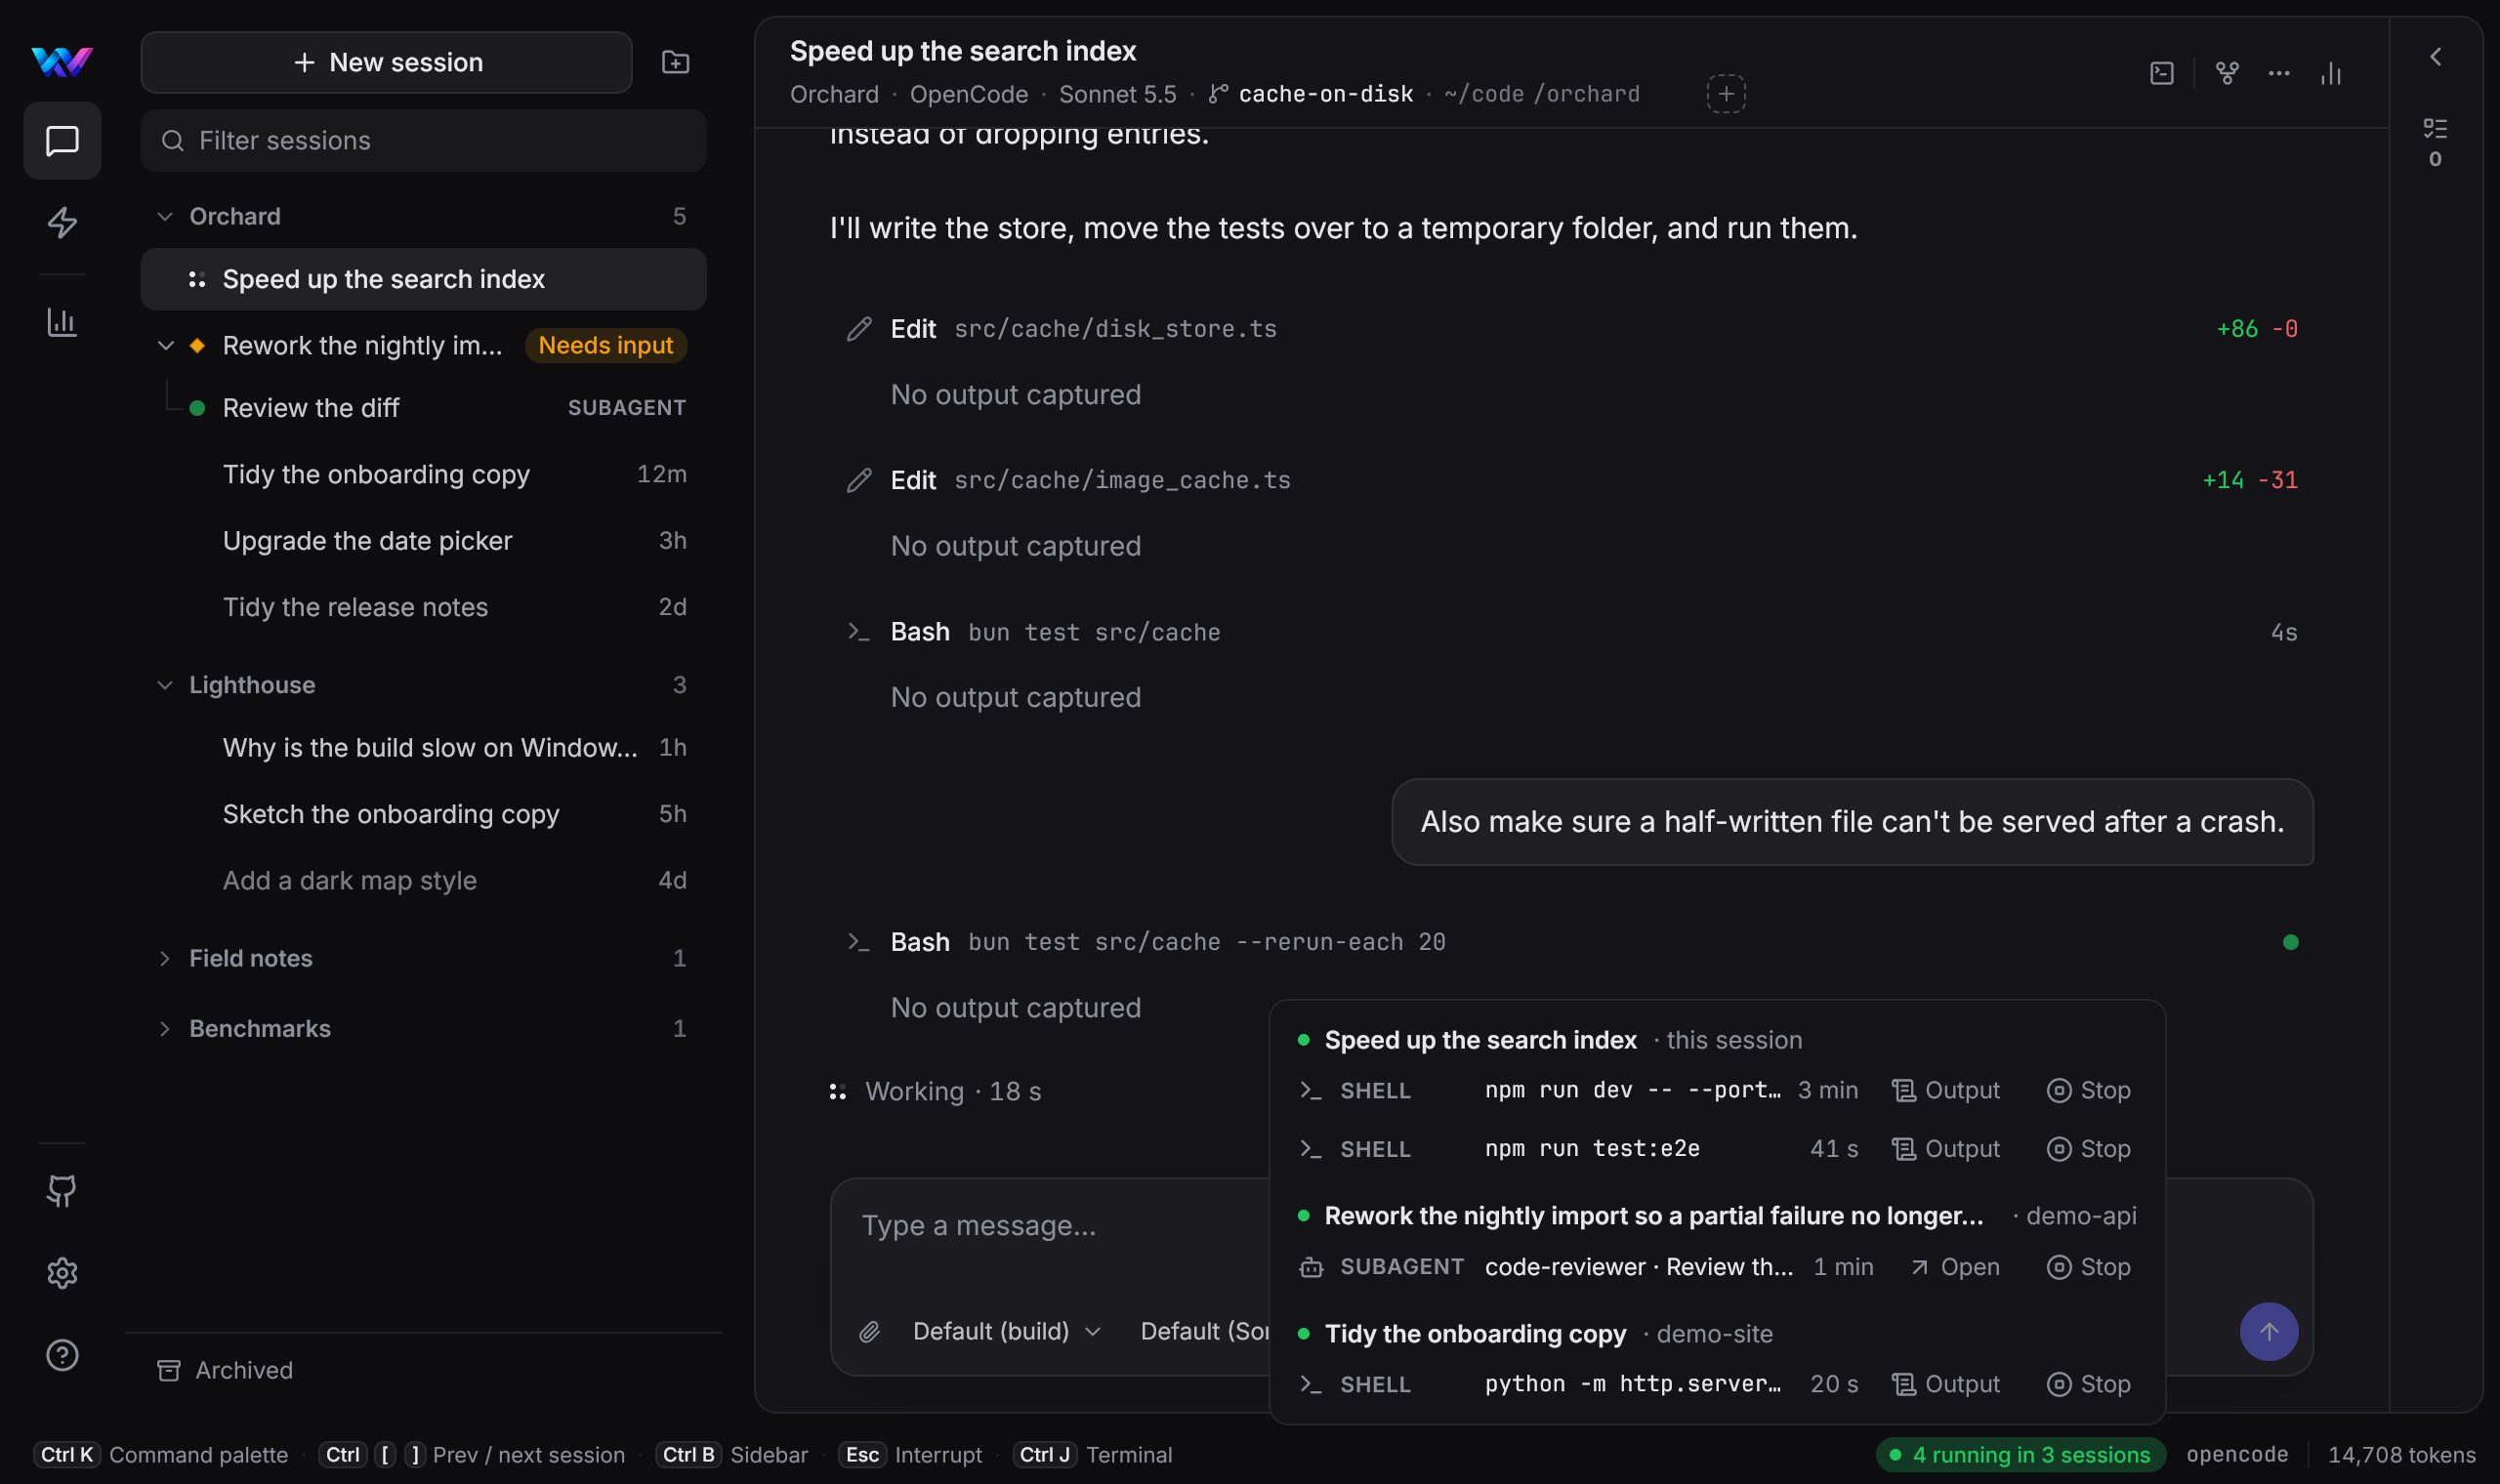 New session
Filter sessions
Orchard 5
Speed up the search index
Rework the nightly im... Needs input
Review the diff SUBAGENT
Tidy the onboarding copy 12m
Upgrade the date picker 3h
Tidy the release notes 2d
Lighthouse 3
Why is the build slow on Window... 1h
Sketch the onboarding copy 5h
Add a dark map style 4d
Field notes 1
Benchmarks 1
Archived
Speed up the search index
Orchard · OpenCode · Sonnet 5.5 · cache-on-disk · ~/code /orchard
0
instead of dropping entries.
I'll write the store, move the tests over to a temporary folder, and run them.
Edit src/cache/disk_store.ts +86 -0
No output captured
Edit src/cache/image_cache.ts +14 -31
No output captured
Bash bun test src/cache 4s
No output captured
Also make sure a half-written file can't be served after a crash.
Bash bun test src/cache --rerun-each 20
No output captured
Working · 18 s
Type a message...
Default (build) Default (Sor
Speed up the search index · this session
SHELL npm run dev -- --port... 3 min Output Stop
SHELL npm run test:e2e 41 s Output Stop
Rework the nightly import so a partial failure no longer... · demo-api
SUBAGENT code-reviewer · Review th... 1 min Open Stop
Tidy the onboarding copy · demo-site
SHELL python -m http.server... 20 s Output Stop
Ctrl K Command palette · Ctrl [ ] Prev / next session · Ctrl B Sidebar · Esc Interrupt · Ctrl J Terminal
4 running in 3 sessions opencode 14,708 tokens